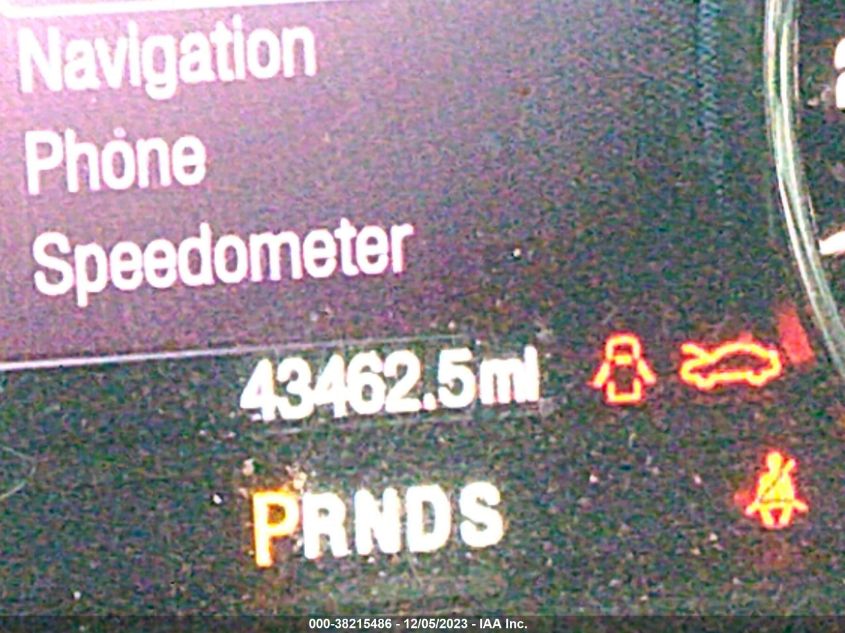 Navigation
Phone
Speedometer
43462.5mi
PRNDS
000-38215486 - 12/05/2023 - IAA Inc.